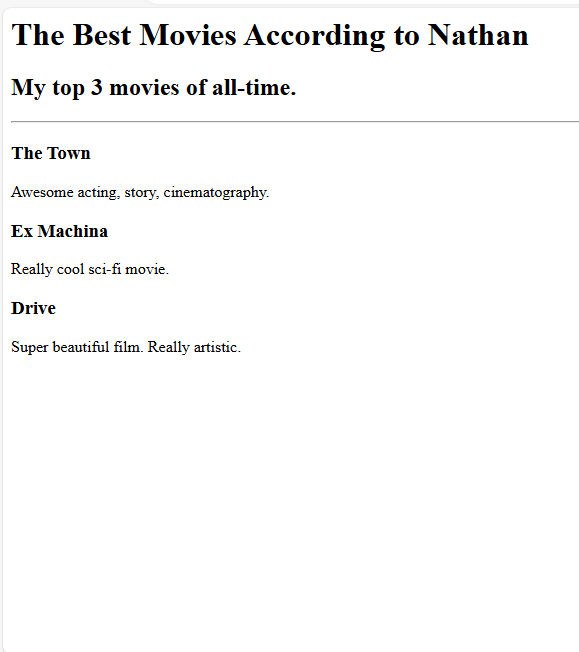 The Best Movies According to Nathan
My top 3 movies of all-time.
The Town
Awesome acting, story, cinematography.
Ex Machina
Really cool sci-fi movie.
Drive
Super beautiful film. Really artistic.